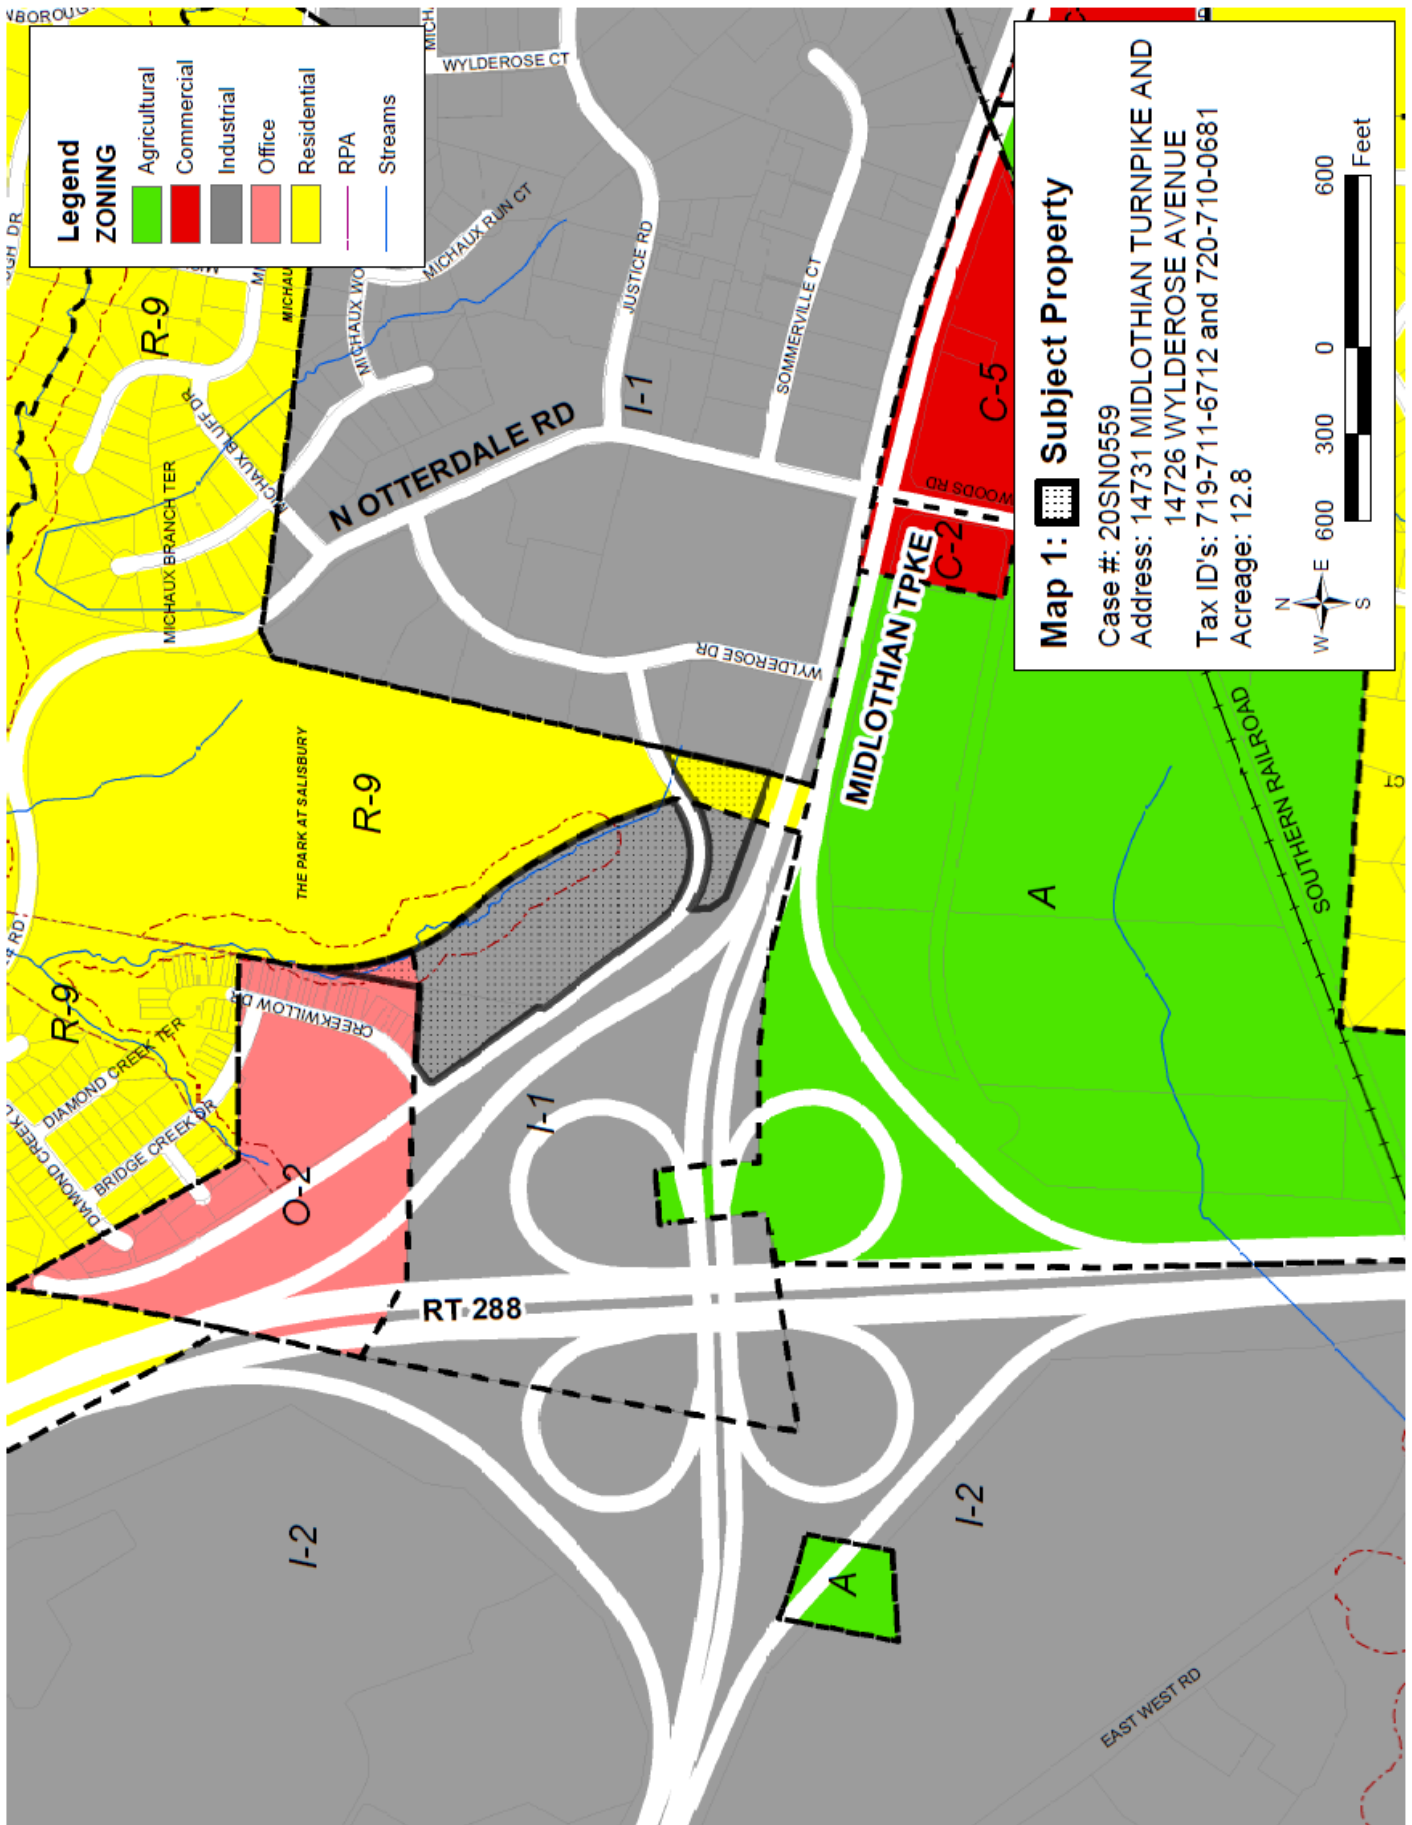 Legend
ZONING
Agricultural
Commercial
Industrial
Office
Residential
RPA
Streams
Map 1: Subject Property
Case #: 20SN0559
Address: 14731 MIDLOTHIAN TURNPIKE AND
14726 WYLDEROSE AVENUE
Tax ID's: 719-711-6712 and 720-710-0681
Acreage: 12.8
N
W
E
S
600
300
0
600
Feet
R-9
DIAMOND CREEK TER
BRIDGE CREEK DR
CREEKWILLOW DR
O-2
THE PARK AT SALISBURY
R-9
MICHAUX BRANCH TER
MICHAUX BLUFF DR
R-9
MICHAUX RUN CT
WYLDEROSE CT
N OTTERDALE RD
JUSTICE RD
I-1
SOMMERVILLE CT
WYLDEROSE DR
MIDLOTHIAN TPKE
WOODS RD
C-2
C-5
I-1
RT 288
I-2
I-2
A
A
SOUTHERN RAILROAD
EAST WEST RD
CT